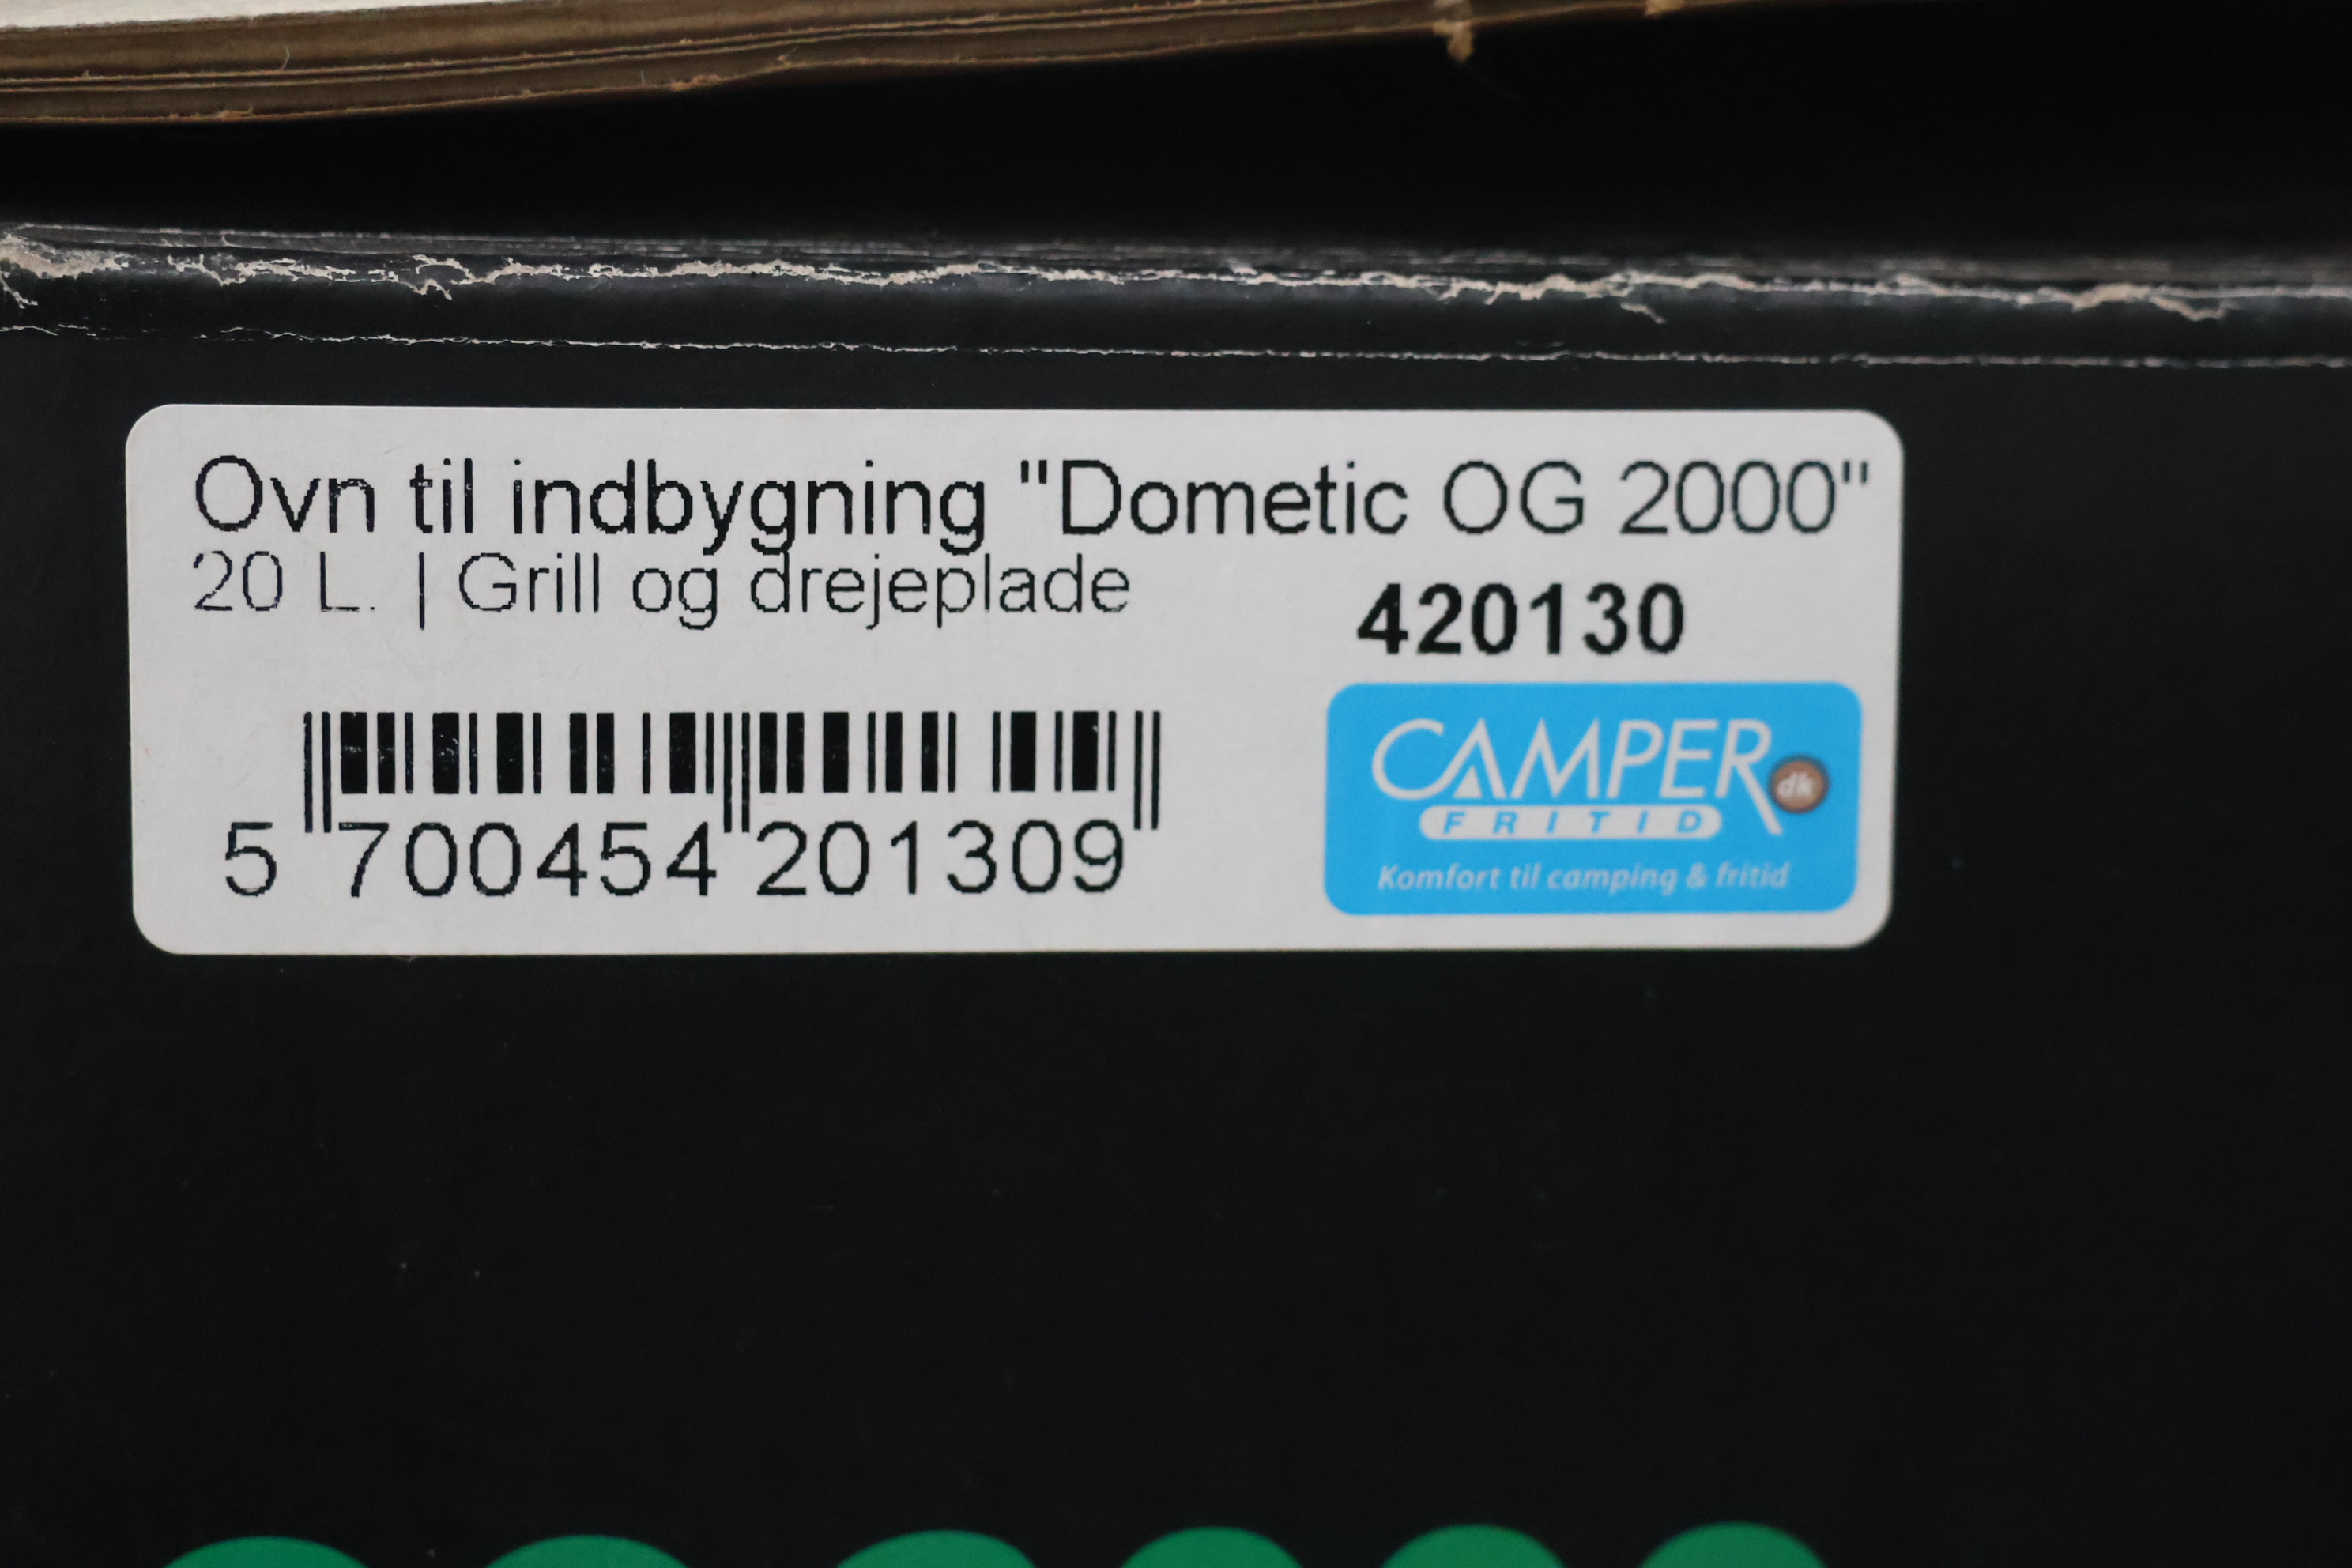 Ovn til indbygning "Dometic OG 2000"
20 L. | Grill og drejeplade
420130
5 700454 201309
CAMPER dk
FRITID
Komfort til camping & fritid